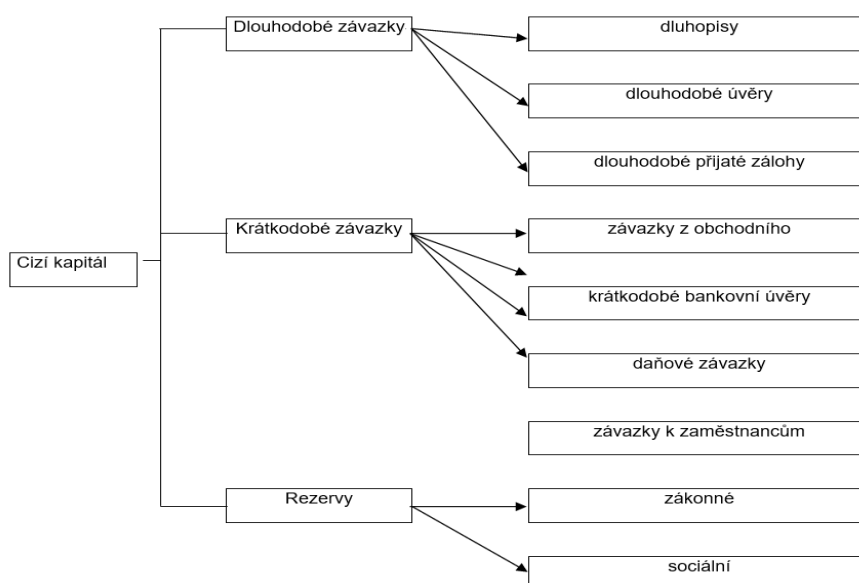 Cizí kapitál
Dlouhodobé závazky
dluhopisy
dlouhodobé úvěry
dlouhodobé přijaté zálohy
Krátkodobé závazky
závazky z obchodního
krátkodobé bankovní úvěry
daňové závazky
závazky k zaměstnancům
Rezervy
zákonné
sociální